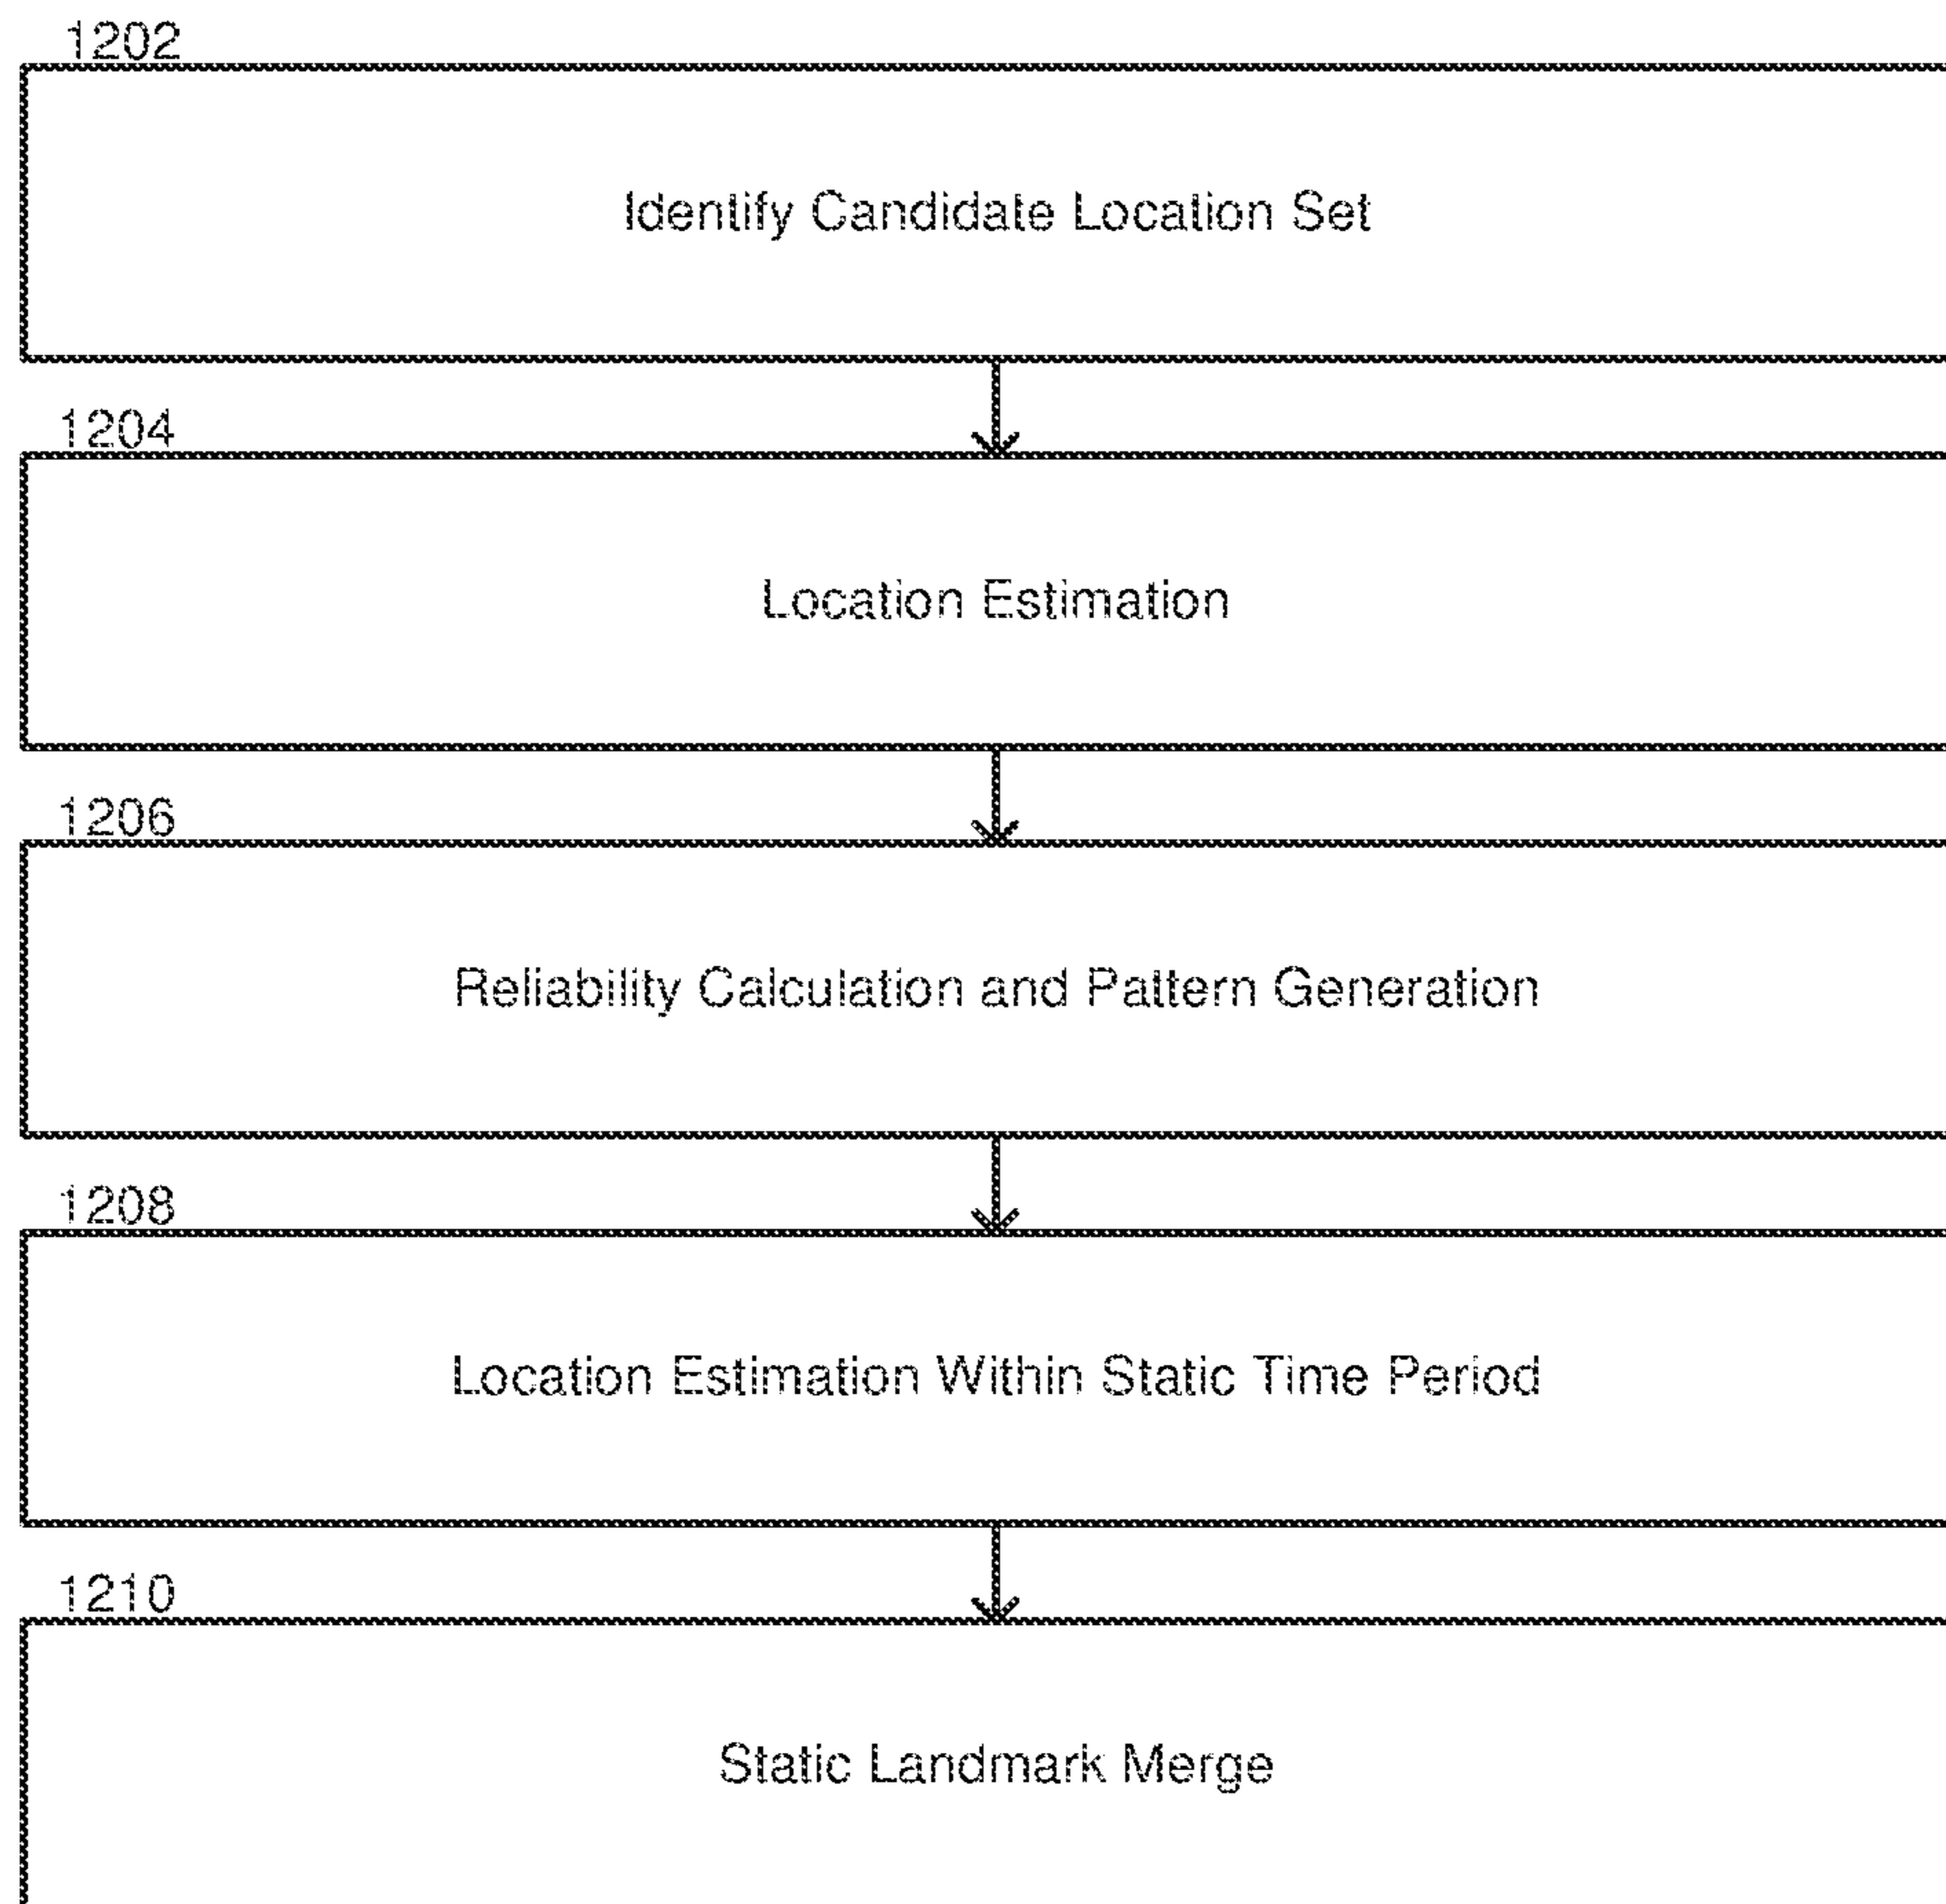 1202
Identify Candidate Location Set
1204
Location Estimation
1206
Reliability Calculation and Pattern Generation
1208
Location Estimation Within Static Time Period
1210
Static Landmark Merge